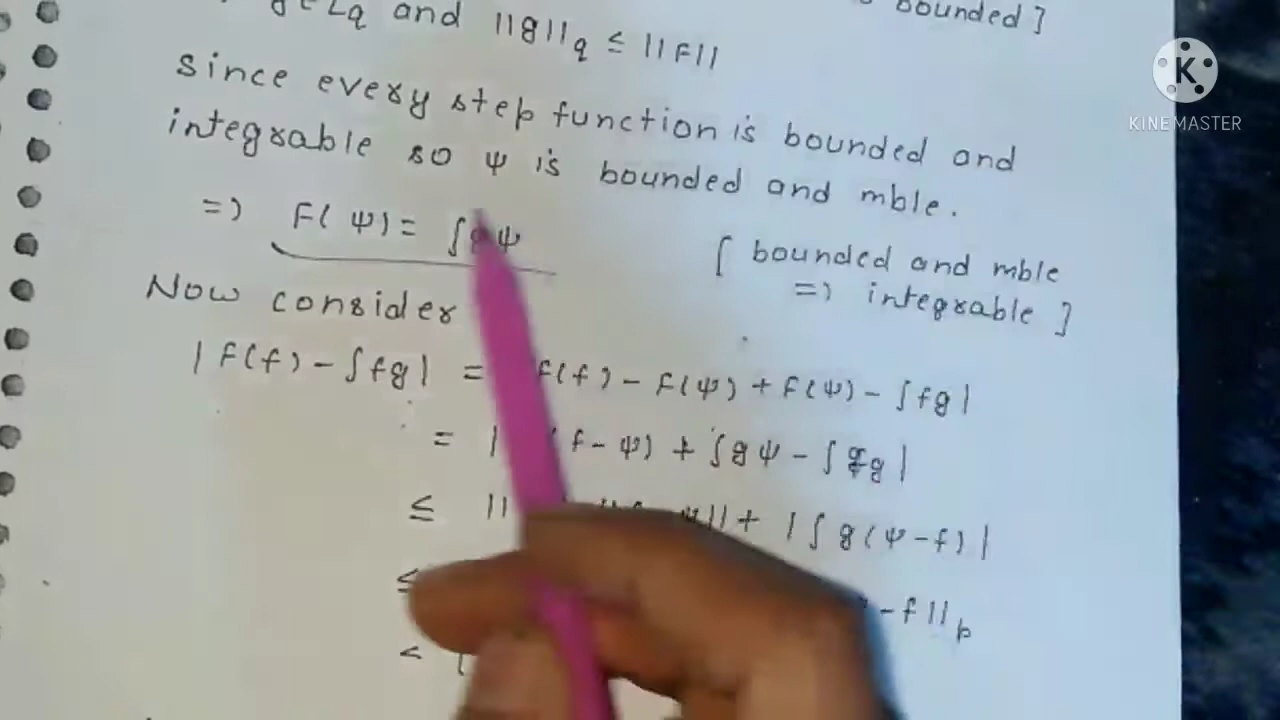 bounded ]
g ∈ Lq and ||g||q ≤ ||F||
since every step function is bounded and
integrable so ψ is bounded and mble.
=) F( ψ) = ∫gψ
[ bounded and mble
=) integrable ]
Now consider
| F(f) - ∫fg| = F(f) - F(ψ) + F(ψ) - ∫fg|
= | f - ψ) + ∫gψ - ∫fg|
≤ || ψ|| + |∫g(ψ-f)|
≤ - f||p
<
K
KINEMASTER